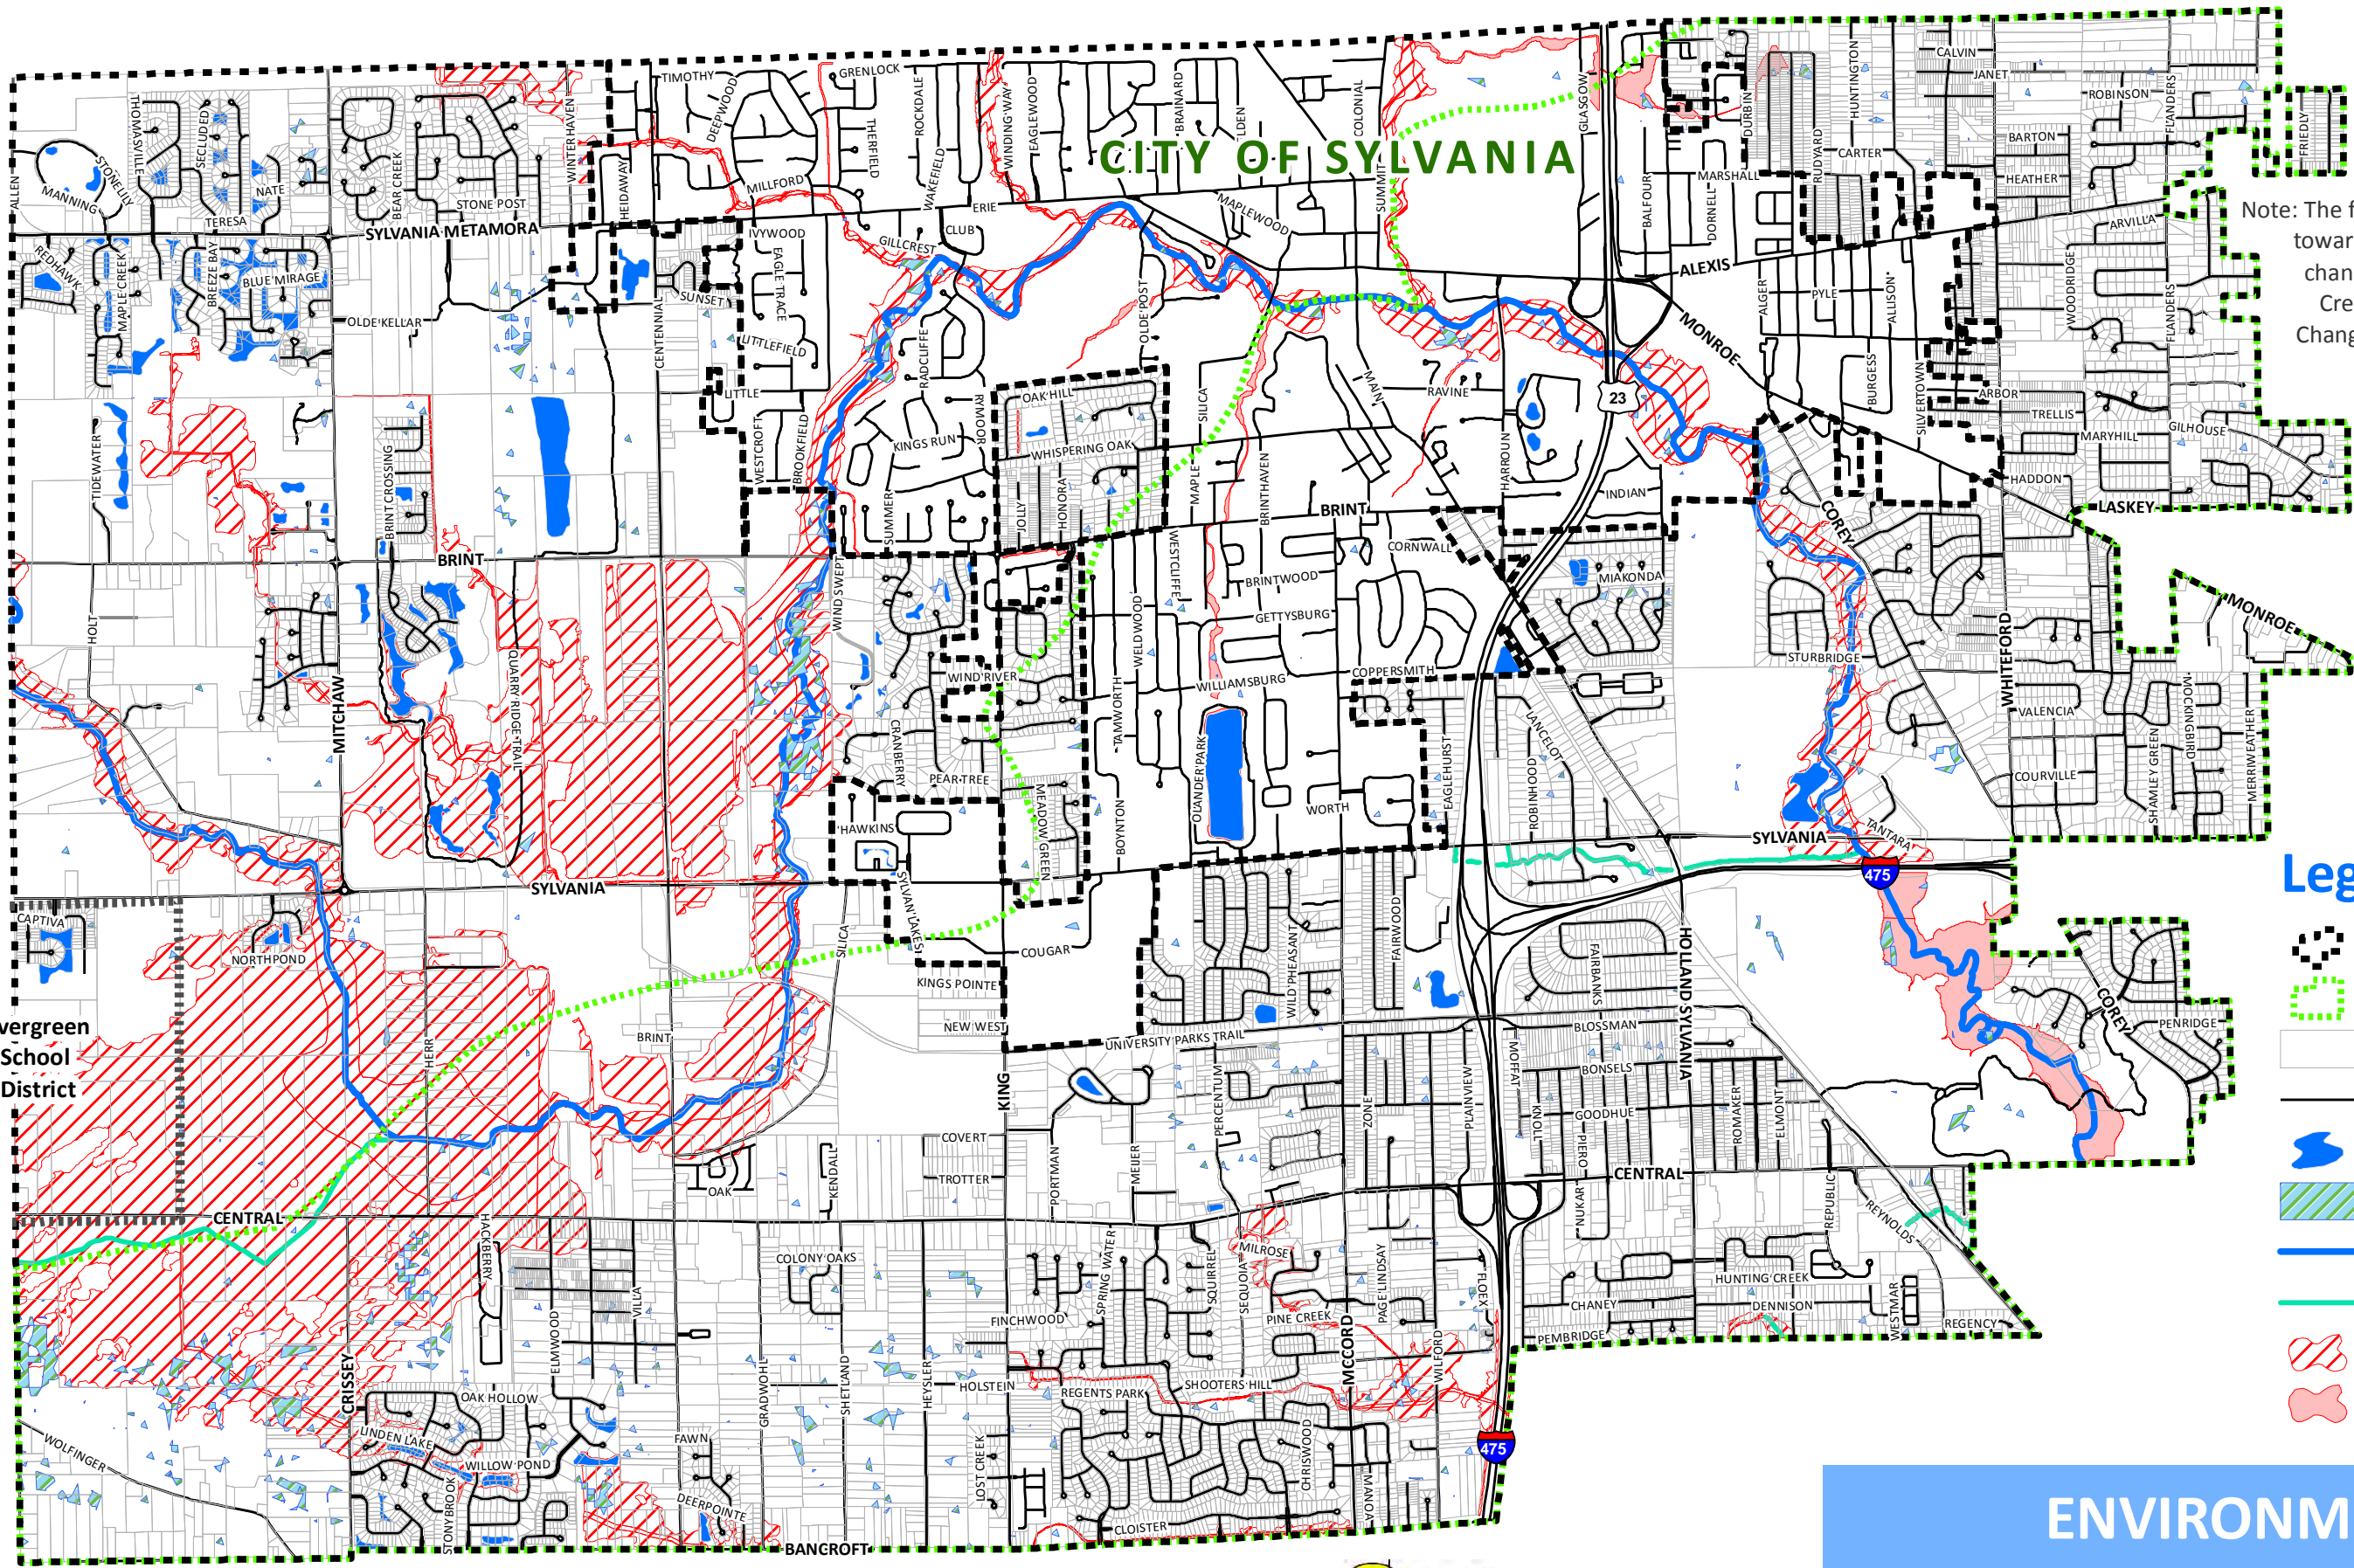 CITY OF SYLVANIA
TIMOTHY
DEEPWOOD
GRENLOCK
THERFIELD
ROCKDALE
WAKEFIELD
WINDING WAY
EAGLEWOOD
BRAINARD
COLONIAL
SUMMIT
GLASGOW
DURBIN
HUNTINGTON
RUDYARD
CALVIN
JANET
ROBINSON
FLANDERS
FRIEDLY
BARTON
CARTER
HEATHER
MARSHALL
BALFOUR
DORNELL
ARVILLA
ALLEN
THOMASVILLE
STONELILY
MANNING
SECLUDED
NATE
TERESA
BEAR CREEK
STONE POST
WINTERHAVEN
HEIDAWAY
MILLFORD
ERIE
CLUB
GILLCREST
MAPLEWOOD
SYLVANIA METAMORA
IVYWOOD
EAGLE TRACE
REDHAWK
MAPLE CREEK
BREEZE BAY
BLUE MIRAGE
OLDE KELLAR
CENTENNIAL
SUNSET
LITTLEFIELD
LITTLE
RADCLIFFE
OLDE POST
ALEXIS
MONROE
ALGER
PYLE
ALLISON
WOODRIDGE
FLANDERS
Note: The f
towar
chan
Cre
Chang
BURGESS
SILVERTOWN
ARBOR
TRELLIS
MARYHILL
GILHOUSE
HADDON
LASKEY
TIDEWATER
BRINT CROSSING
WESTCROFT
BROOKFIELD
KINGS RUN
RYMOOR
SUMMER
OAK HILL
WHISPERING OAK
JOLLY
HONORA
SILICA
MAPLE
BRINTHAVEN
MAIN
RAVINE
HARROUN
23
INDIAN
COREY
BRINT
BRINT
HOLT
MITCHAW
QUARRY RIDGE TRAIL
WIND SWEPT
CRANBERRY
WIND RIVER
PEAR TREE
WESTCLIFFE
WELDWOOD
TAMWORTH
BRINTWOOD
GETTYSBURG
WILLIAMSBURG
CORNWALL
COPPERSMITH
MIAKONDA
STURBRIDGE
WHITEFORD
MONROE
VALENCIA
MOCKINGBIRD
SHAMLEY GREEN
MERRIWEATHER
COURVILLE
HAWKINS
SYLVAN LAKES
MEADOW GREEN
BOYNTON
OLANDER PARK
WORTH
EAGLEHURST
LANCELOT
ROBINHOOD
SYLVANIA
TANTARA
475
SYLVANIA
Leg
CAPTIVA
NORTHPOND
SILICA
COUGAR
KINGS POINTE
NEW WEST
WILD PHEASANT
FAIRWOOD
FAIRBANKS
HOLLAND SYLVANIA
COREY
PENRIDGE
vergreen
School
District
HERR
BRINT
KING
UNIVERSITY PARKS TRAIL
BLOSSMAN
BONSELS
MOFFAT
GOODHUE
KNOLL
PIERO
ROMAKER
ELMONT
PLAINVIEW
ZONE
PERCENTUM
COVERT
TROTTER
PORTMAN
MEIJER
OAK
KENDALL
CENTRAL
CENTRAL
NUKAR
REPUBLIC
REYNOLDS
HACKBERRY
VILLA
ELMWOOD
COLONY OAKS
SPRING WATER
SQUIRREL
SEQUOIA
MILROSE
PINE CREEK
PAGE LINDSAY
FLOEX
HUNTING CREEK
CHANEY
DENNISON
WESTMAR
REGENCY
PEMBRIDGE
FINCHWOOD
GRADWOHL
SHETLAND
HEYSLER
HOLSTEIN
REGENTS PARK
SHOOTERS HILL
MCCORD
WILFORD
CRISSEY
OAK HOLLOW
LINDEN LAKE
WILLOW POND
STONYBROOK
WOLFINGER
FAWN
DEERPOINTE
LOST CREEK
CHRISWOOD
MANOA
CLOISTER
BANCROFT
475
ENVIRONM